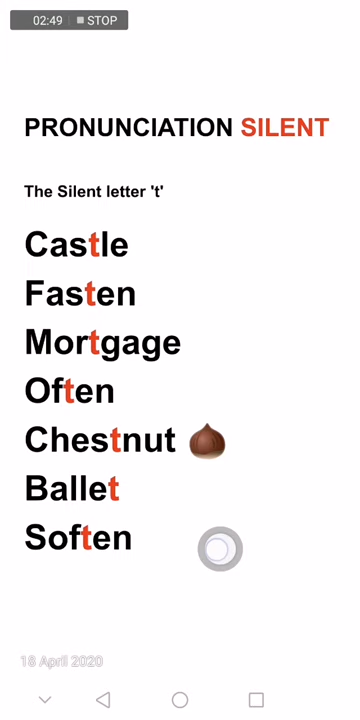 02:49 STOP
PRONUNCIATION SILENT
The Silent letter 't'
Castle
Fasten
Mortgage
Often
Chestnut
Ballet
Soften
18 April 2020